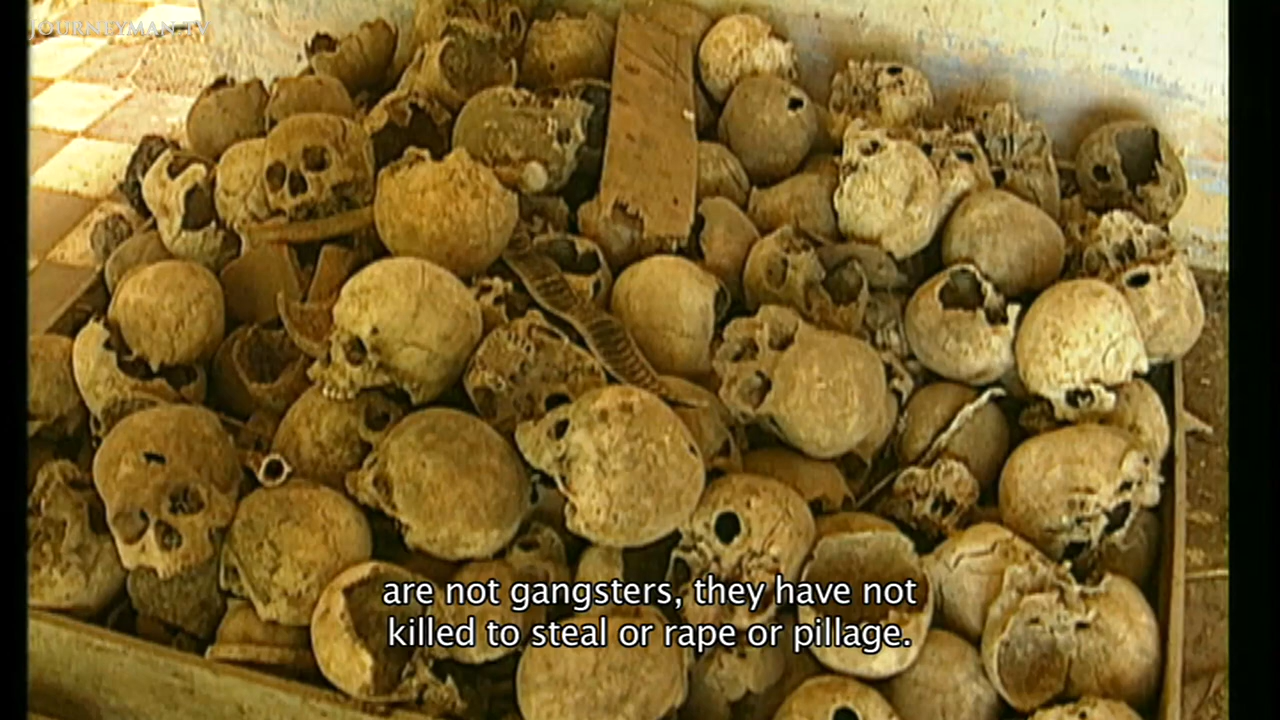 JOURNEYMAN.TV
are not gangsters, they have not
killed to steal or rape or pillage.